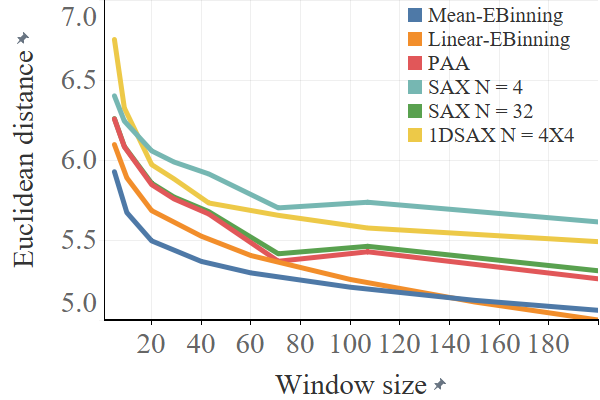 7.0
6.5
6.0
5.5
5.0
Euclidean distance
Mean-EBinning
Linear-EBinning
PAA
SAX N = 4
SAX N = 32
1DSAX N = 4X4
20 40 60 80 100 120 140 160 180
Window size